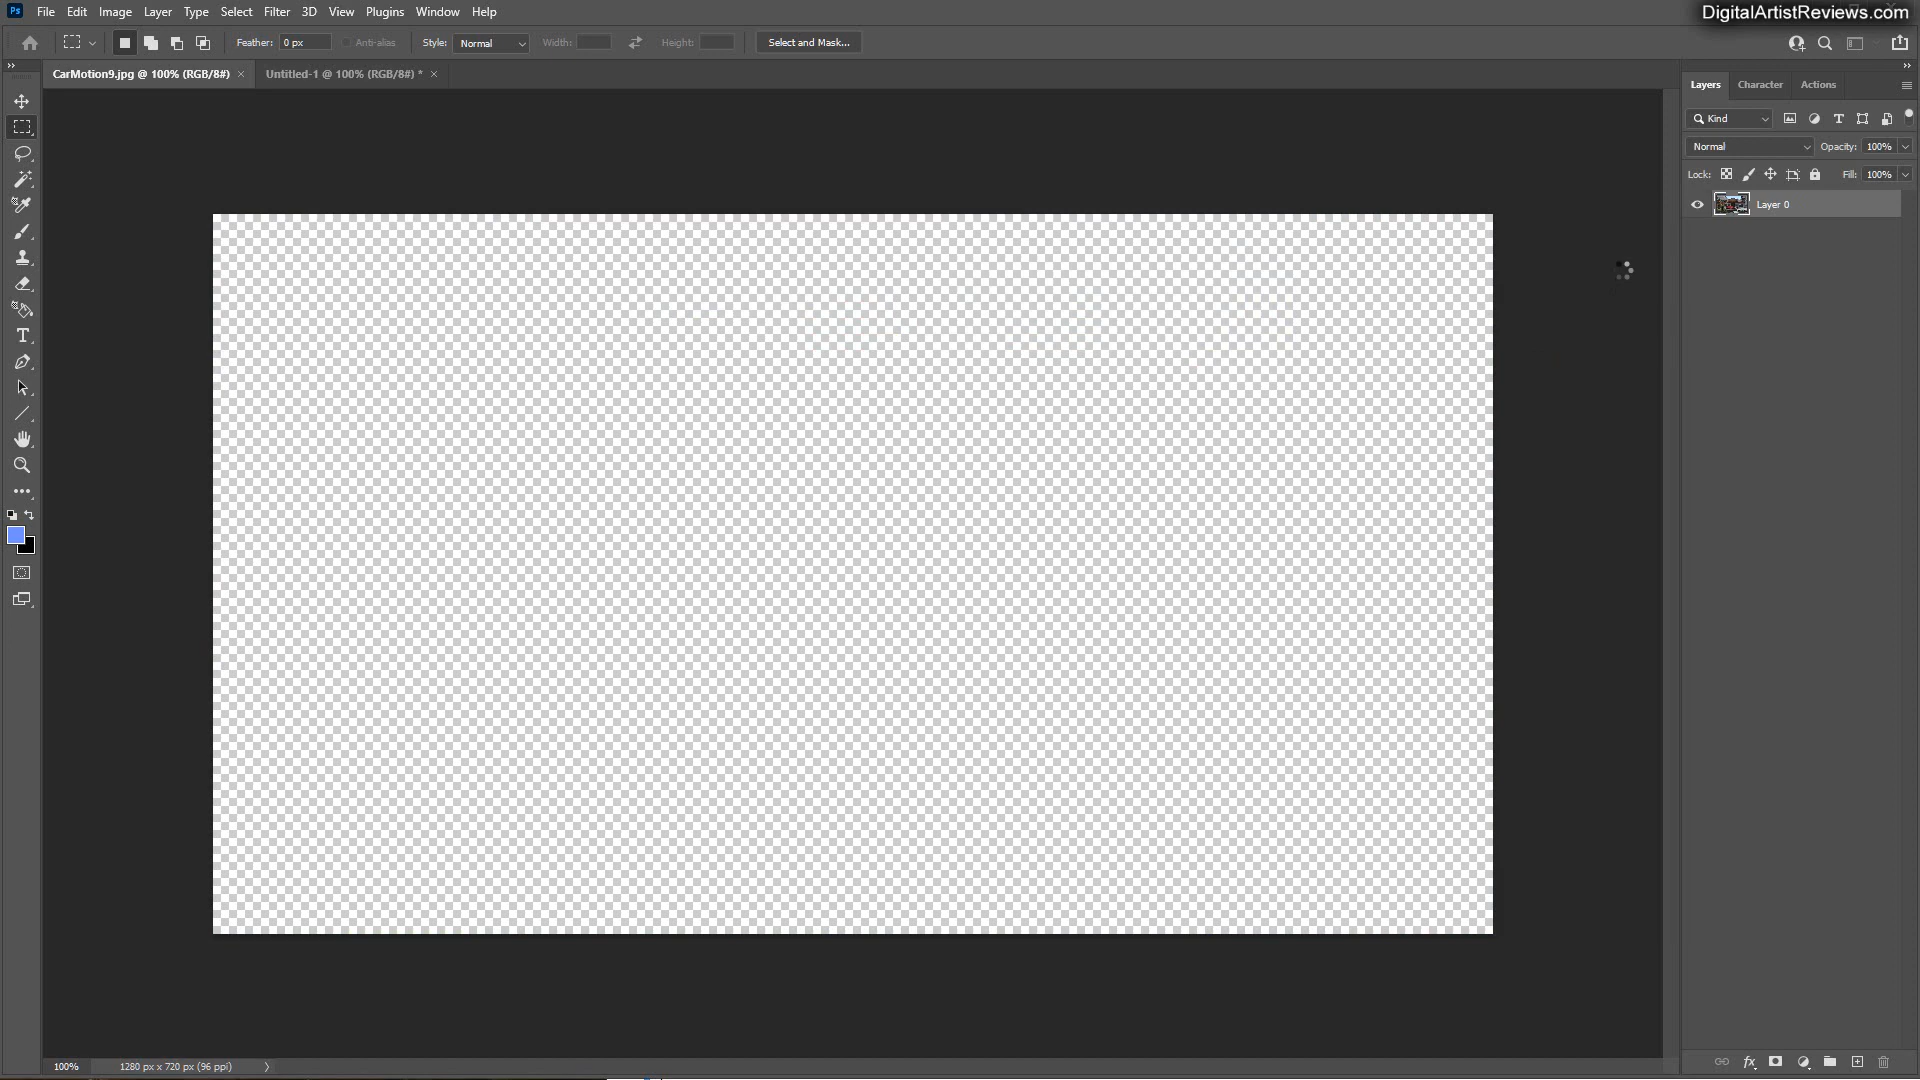 Ps File Edit Image Layer Type Select Filter 3D View Plugins Window Help
DigitalArtistReviews.com
Feather: 0 px Anti-alias Style: Normal Width: Height: Select and Mask...
CarMotion9.jpg @ 100% (RGB/8#) × Untitled-1 @ 100% (RGB/8#) * ×
Layers Character Actions
Kind
Normal Opacity: 100%
Lock: Fill: 100%
Layer 0
100% 1280 px x 720 px (96 ppi)